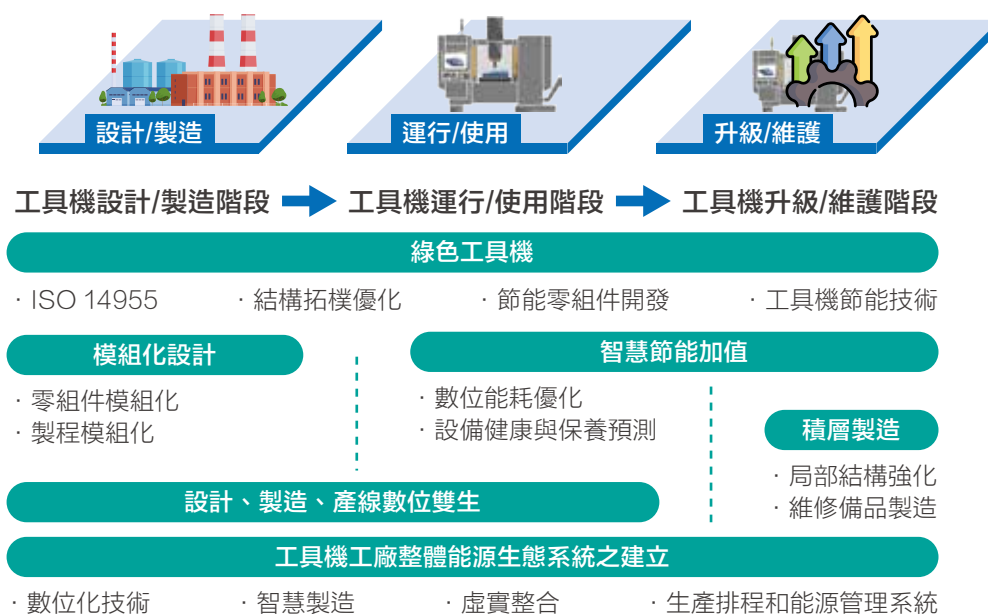 設計/製造
運行/使用
升級/維護
工具機設計/製造階段
工具機運行/使用階段
工具機升級/維護階段
綠色工具機
· ISO 14955
· 結構拓樸優化
· 節能零組件開發
· 工具機節能技術
模組化設計
· 零組件模組化
· 製程模組化
智慧節能加值
· 數位能耗優化
· 設備健康與保養預測
積層製造
· 局部結構強化
· 維修備品製造
設計、製造、產線數位雙生
工具機工廠整體能源生態系統之建立
· 數位化技術
· 智慧製造
· 虛實整合
· 生產排程和能源管理系統